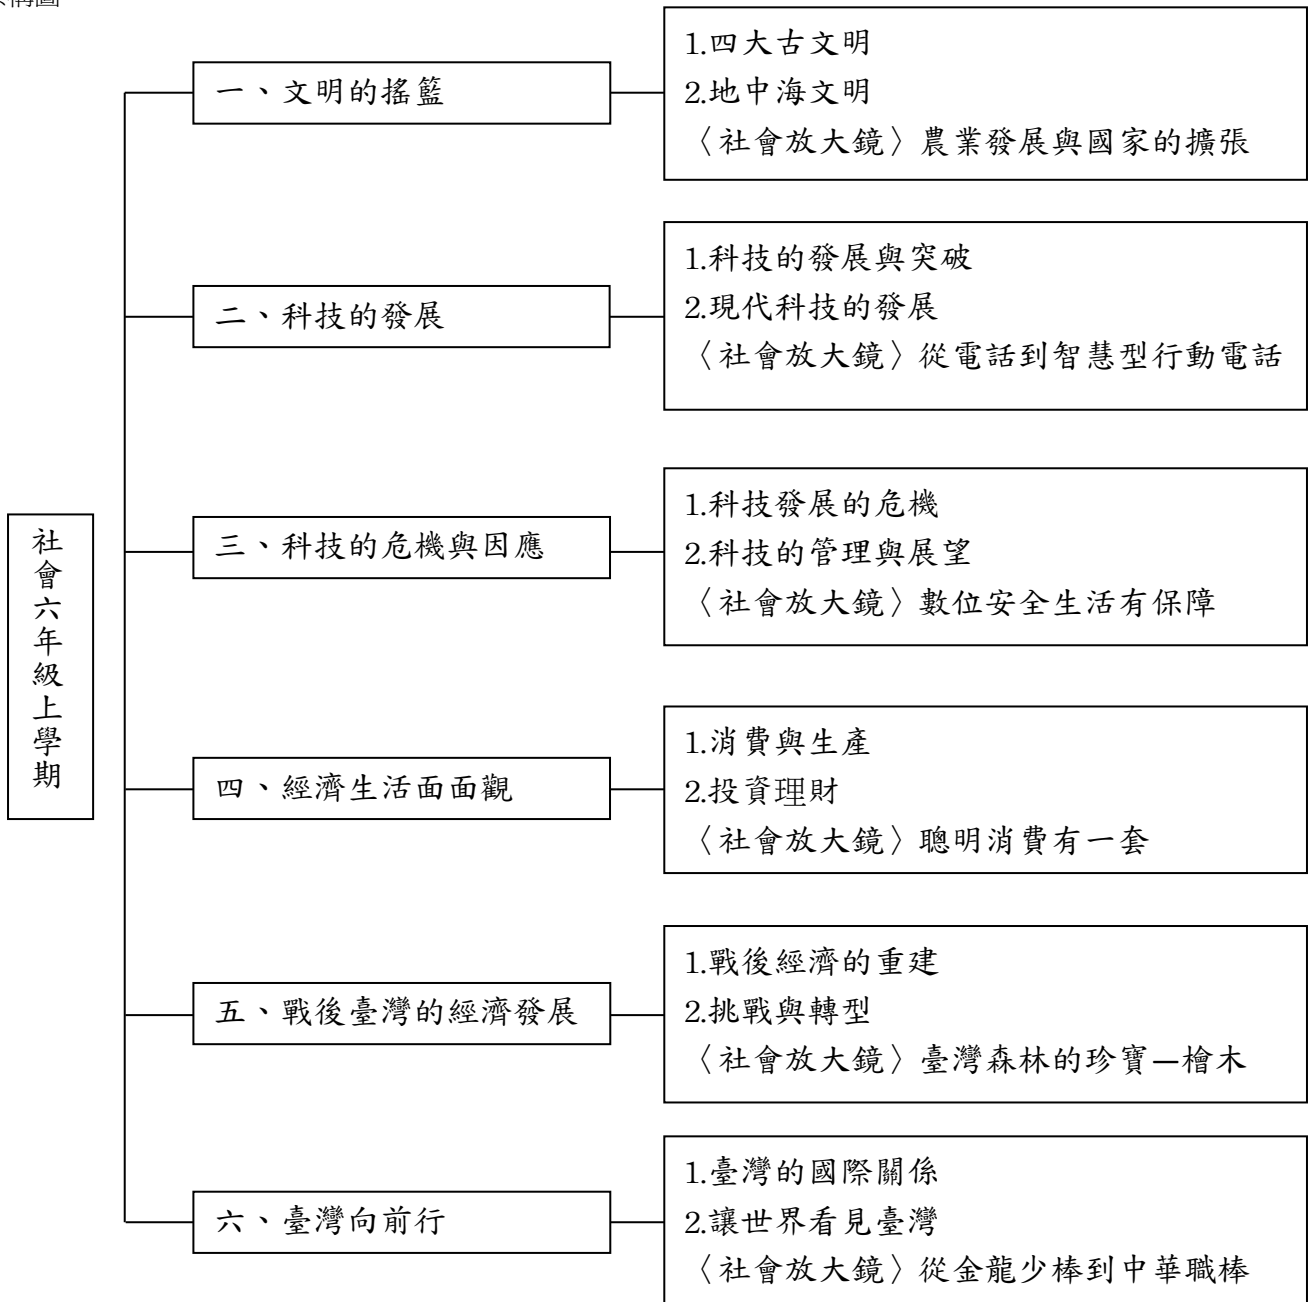 構圖
社會六年級上學期
一、文明的搖籃
1.四大古文明
2.地中海文明
〈社會放大鏡〉農業發展與國家的擴張
二、科技的發展
1.科技的發展與突破
2.現代科技的發展
〈社會放大鏡〉從電話到智慧型行動電話
三、科技的危機與因應
1.科技發展的危機
2.科技的管理與展望
〈社會放大鏡〉數位安全生活有保障
四、經濟生活面面觀
1.消費與生產
2.投資理財
〈社會放大鏡〉聰明消費有一套
五、戰後臺灣的經濟發展
1.戰後經濟的重建
2.挑戰與轉型
〈社會放大鏡〉臺灣森林的珍寶—檜木
六、臺灣向前行
1.臺灣的國際關係
2.讓世界看見臺灣
〈社會放大鏡〉從金龍少棒到中華職棒